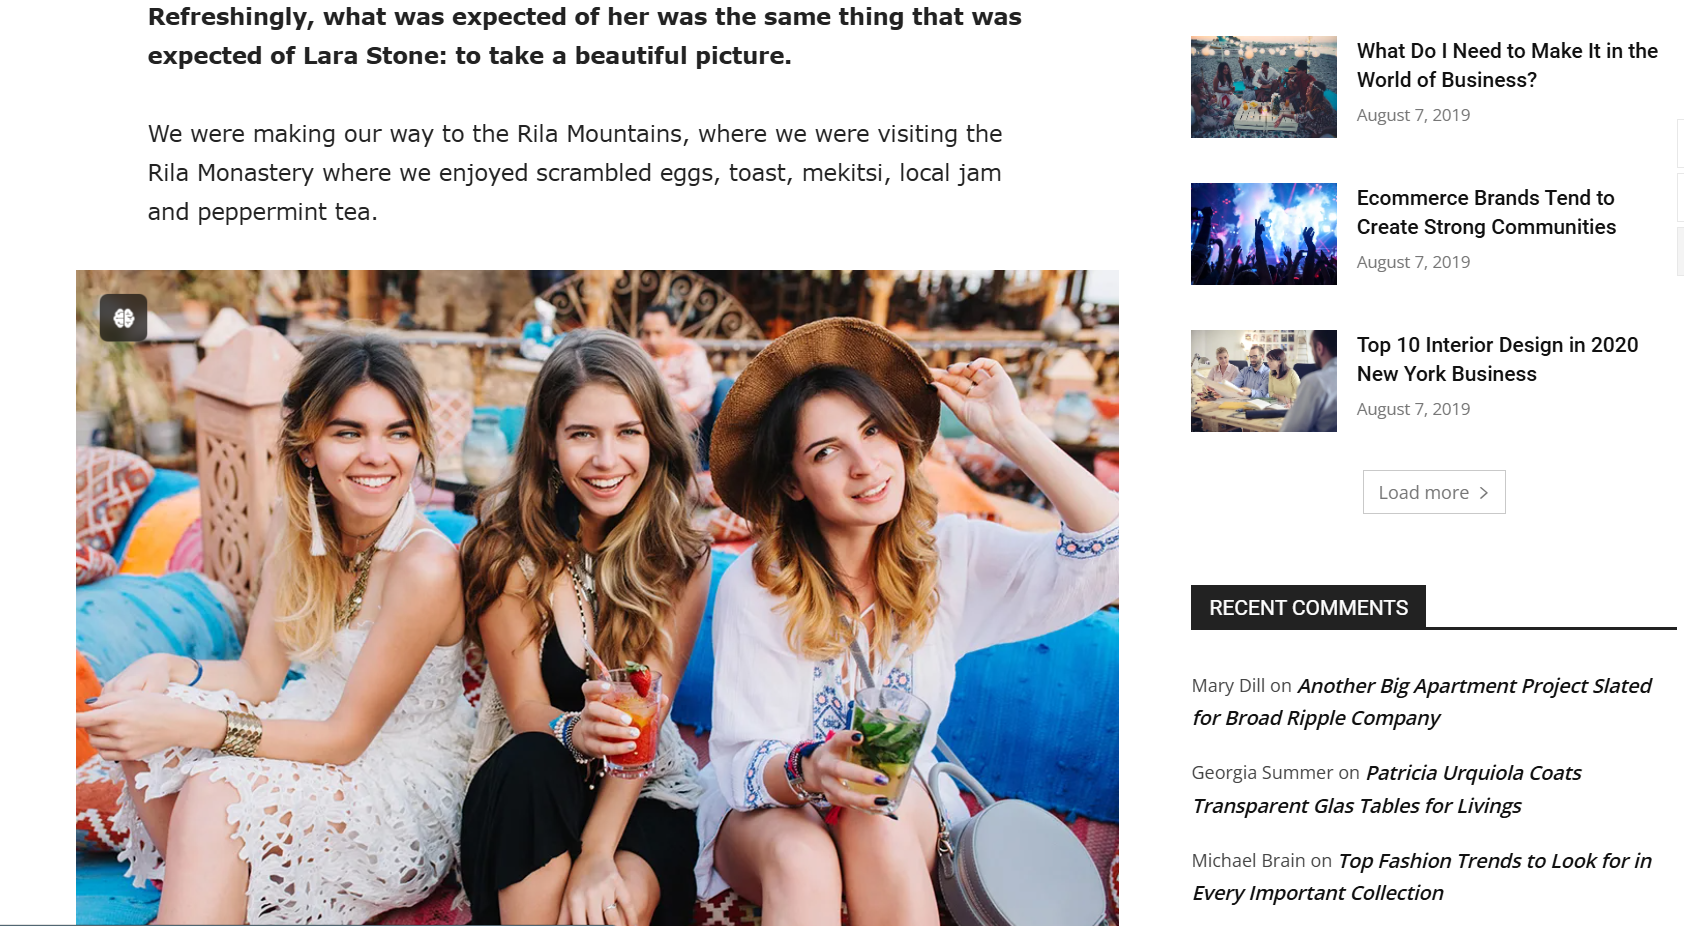 Refreshingly, what was expected of her was the same thing that was
expected of Lara Stone: to take a beautiful picture.
We were making our way to the Rila Mountains, where we were visiting the
Rila Monastery where we enjoyed scrambled eggs, toast, mekitsi, local jam
and peppermint tea.
What Do I Need to Make It in the
World of Business?
August 7, 2019
Ecommerce Brands Tend to
Create Strong Communities
August 7, 2019
Top 10 Interior Design in 2020
New York Business
August 7, 2019
Load more
RECENT COMMENTS
Mary Dill on Another Big Apartment Project Slated
for Broad Ripple Company
Georgia Summer on Patricia Urquiola Coats
Transparent Glas Tables for Livings
Michael Brain on Top Fashion Trends to Look for in
Every Important Collection